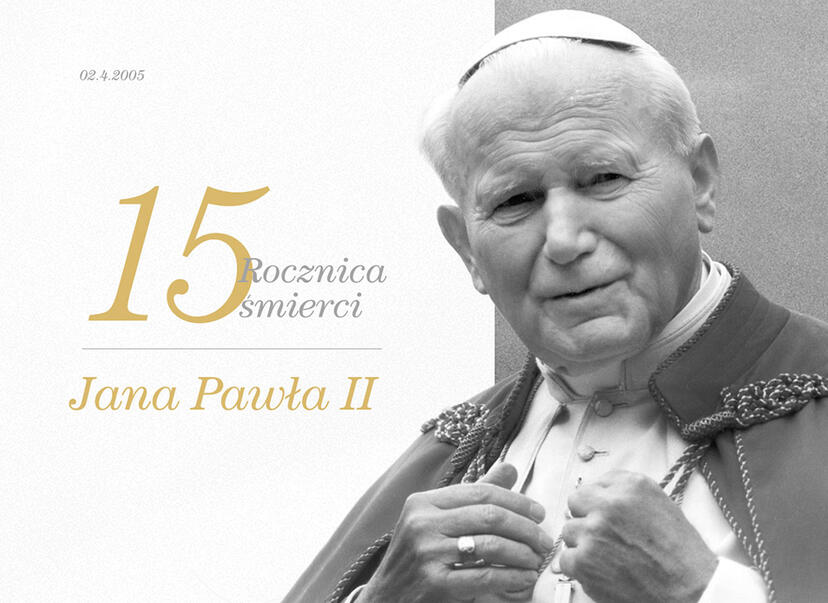 02.4.2005
15 Rocznica
śmierci
Jana Pawła II